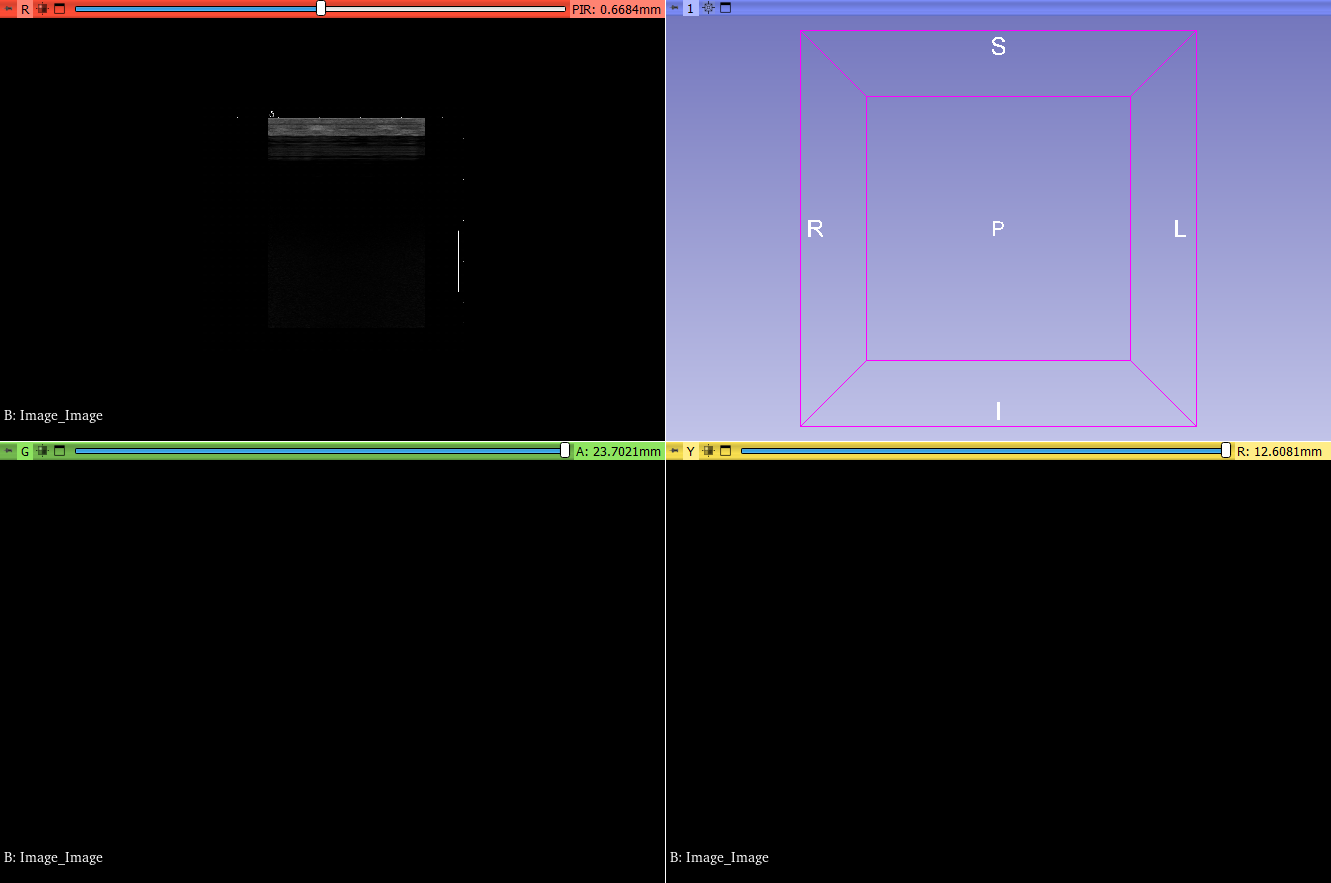 R PIR: 0.6684mm
B: Image_Image
1
S
R P L
I
G A: 23.7021mm
B: Image_Image
Y R: 12.6081mm
B: Image_Image